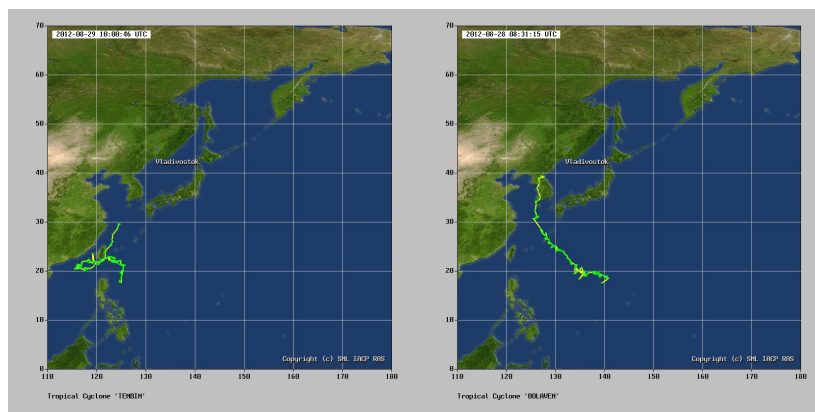 2012-08-29 10:00:46 UTC
70
60
50
40
30
20
10
0
Vladivostok
Copyright (c) SML IACP RAS
110 120 130 140 150 160 170 180
Tropical Cyclone 'TEMBIN'
2012-08-28 08:31:15 UTC
70
60
50
40
30
20
10
0
Vladivostok
Copyright (c) SML IACP RAS
110 120 130 140 150 160 170 180
Tropical Cyclone 'BOLAVEN'